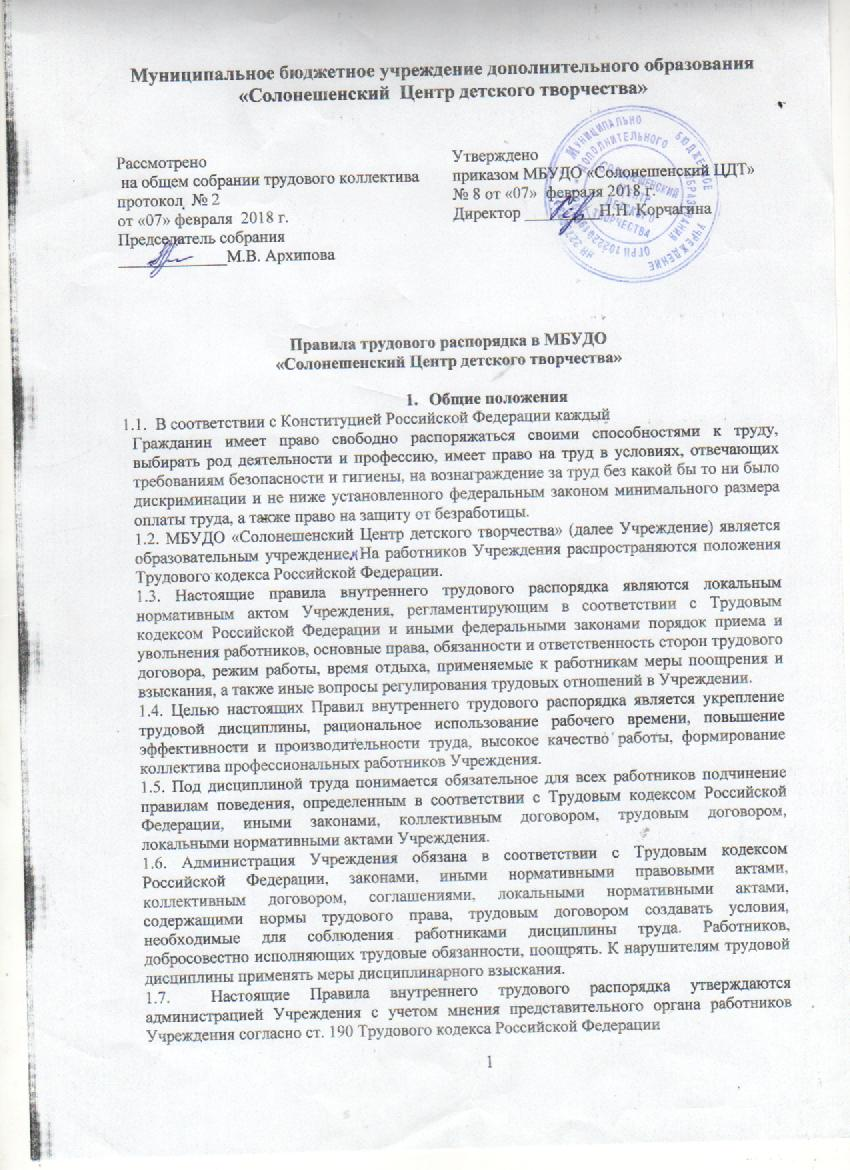 Муниципальное бюджетное учреждение дополнительного образования
«Солонешенский Центр детского творчества»
Рассмотрено
на общем собрании трудового коллектива
протокол № 2
от «07» февраля 2018 г.
Председатель собрания
______________М.В. Архипова
Утверждено
приказом МБУДО «Солонешенский ЦДТ»
№ 8 от «07» февраля 2018 г.
Директор __________Н.Н. Корчагина
Правила трудового распорядка в МБУДО
«Солонешенский Центр детского творчества»
1. Общие положения
1.1. В соответствии с Конституцией Российской Федерации каждый
Гражданин имеет право свободно распоряжаться своими способностями к труду,
выбирать род деятельности и профессию, имеет право на труд в условиях, отвечающих
требованиям безопасности и гигиены, на вознаграждение за труд без какой бы то ни было
дискриминации и не ниже установленного федеральным законом минимального размера
оплаты труда, а также право на защиту от безработицы.
1.2. МБУДО «Солонешенский Центр детского творчества» (далее Учреждение) является
образовательным учреждением. На работников Учреждения распространяются положения
Трудового кодекса Российской Федерации.
1.3. Настоящие правила внутреннего трудового распорядка являются локальным
нормативным актом Учреждения, регламентирующим в соответствии с Трудовым
кодексом Российской Федерации и иными федеральными законами порядок приема и
увольнения работников, основные права, обязанности и ответственность сторон трудового
договора, режим работы, время отдыха, применяемые к работникам меры поощрения и
взыскания, а также иные вопросы регулирования трудовых отношений в Учреждении.
1.4. Целью настоящих Правил внутреннего трудового распорядка является укрепление
трудовой дисциплины, рациональное использование рабочего времени, повышение
эффективности и производительности труда, высокое качество работы, формирование
коллектива профессиональных работников Учреждения.
1.5. Под дисциплиной труда понимается обязательное для всех работников подчинение
правилам поведения, определенным в соответствии с Трудовым кодексом Российской
Федерации, иными законами, коллективным договором, трудовым договором,
локальными нормативными актами Учреждения.
1.6. Администрация Учреждения обязана в соответствии с Трудовым кодексом
Российской Федерации, законами, иными нормативными правовыми актами,
коллективным договором, соглашениями, локальными нормативными актами,
содержащими нормы трудового права, трудовым договором создавать условия,
необходимые для соблюдения работниками дисциплины труда. Работников,
добросовестно исполняющих трудовые обязанности, поощрять. К нарушителям трудовой
дисциплины применять меры дисциплинарного взыскания.
1.7. Настоящие Правила внутреннего трудового распорядка утверждаются
администрацией Учреждения с учетом мнения представительного органа работников
Учреждения согласно ст. 190 Трудового кодекса Российской Федерации
1